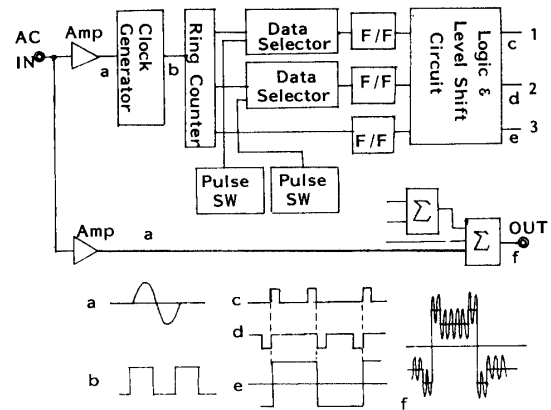 AC
IN
Amp
a
Clock
Generator
b
Ring Counter
Data
Selector
Data
Selector
F/F
F/F
F/F
Logic &
Level Shift
Circuit
1
c
2
d
3
e
Pulse
SW
Pulse
SW
Amp
a
Σ
Σ
OUT
f
a
b
c
d
e
f